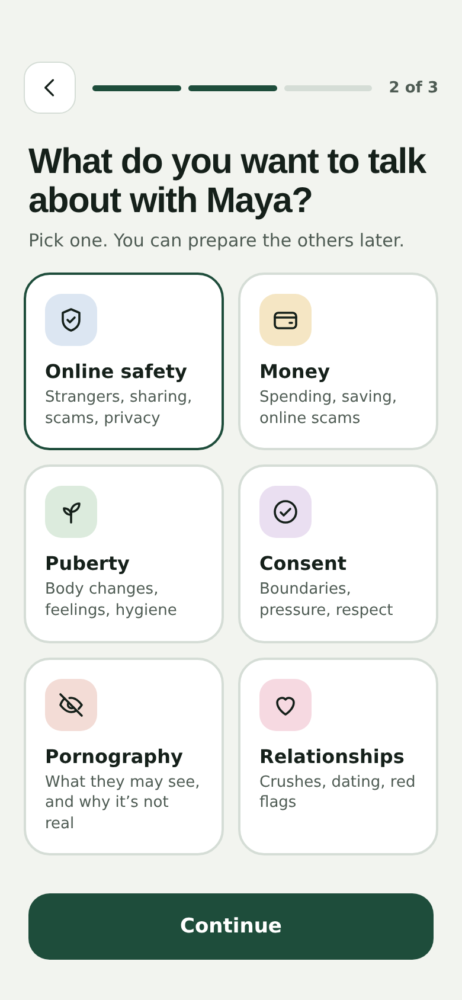 2 of 3
What do you want to talk
about with Maya?
Pick one. You can prepare the others later.
Online safety
Strangers, sharing,
scams, privacy
Money
Spending, saving,
online scams
Puberty
Body changes,
feelings, hygiene
Consent
Boundaries,
pressure, respect
Pornography
What they may see,
and why it’s not
real
Relationships
Crushes, dating, red
flags
Continue